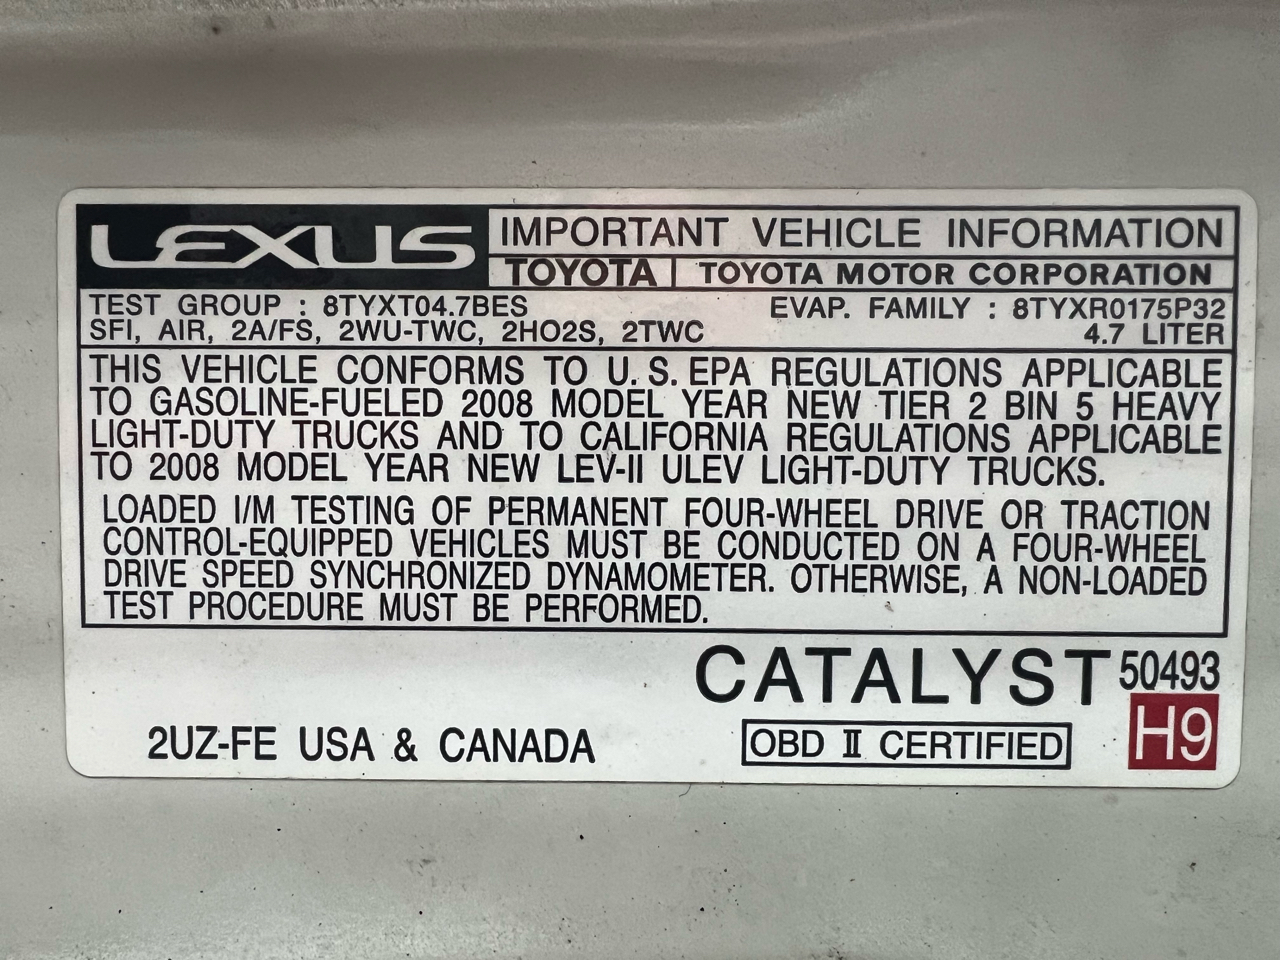 LEXUS IMPORTANT VEHICLE INFORMATION
TOYOTA TOYOTA MOTOR CORPORATION
TEST GROUP : 8TYXT04.7BES EVAP. FAMILY : 8TYXR0175P32
SFI, AIR, 2A/FS, 2WU-TWC, 2HO2S, 2TWC 4.7 LITER
THIS VEHICLE CONFORMS TO U.S. EPA REGULATIONS APPLICABLE
TO GASOLINE-FUELED 2008 MODEL YEAR NEW TIER 2 BIN 5 HEAVY
LIGHT-DUTY TRUCKS AND TO CALIFORNIA REGULATIONS APPLICABLE
TO 2008 MODEL YEAR NEW LEV-II ULEV LIGHT-DUTY TRUCKS.
LOADED I/M TESTING OF PERMANENT FOUR-WHEEL DRIVE OR TRACTION
CONTROL-EQUIPPED VEHICLES MUST BE CONDUCTED ON A FOUR-WHEEL
DRIVE SPEED SYNCHRONIZED DYNAMOMETER. OTHERWISE, A NON-LOADED
TEST PROCEDURE MUST BE PERFORMED.
CATALYST 50493
2UZ-FE USA & CANADA OBD II CERTIFIED H9